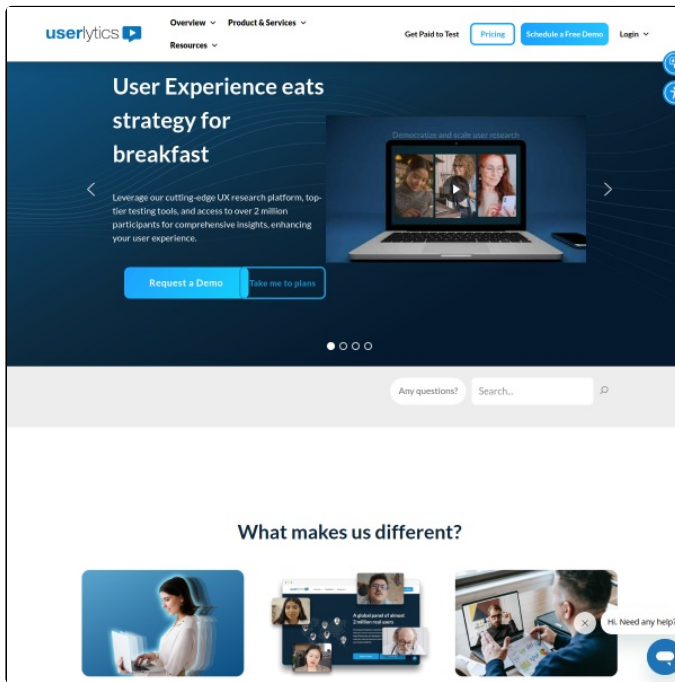 userlytics
Overview
Product & Services
Resources
Get Paid to Test
Pricing
Schedule a Free Demo
Login
User Experience eats
strategy for
breakfast
Leverage our cutting-edge UX research platform, top-
tier testing tools, and access to over 2 million
participants for comprehensive insights, enhancing
your user experience.
Request a Demo
Take me to plans
Democratize and scale user research
Any questions?
Search...
What makes us different?
A global panel of almost
2 million real users
Hi. Need any help?